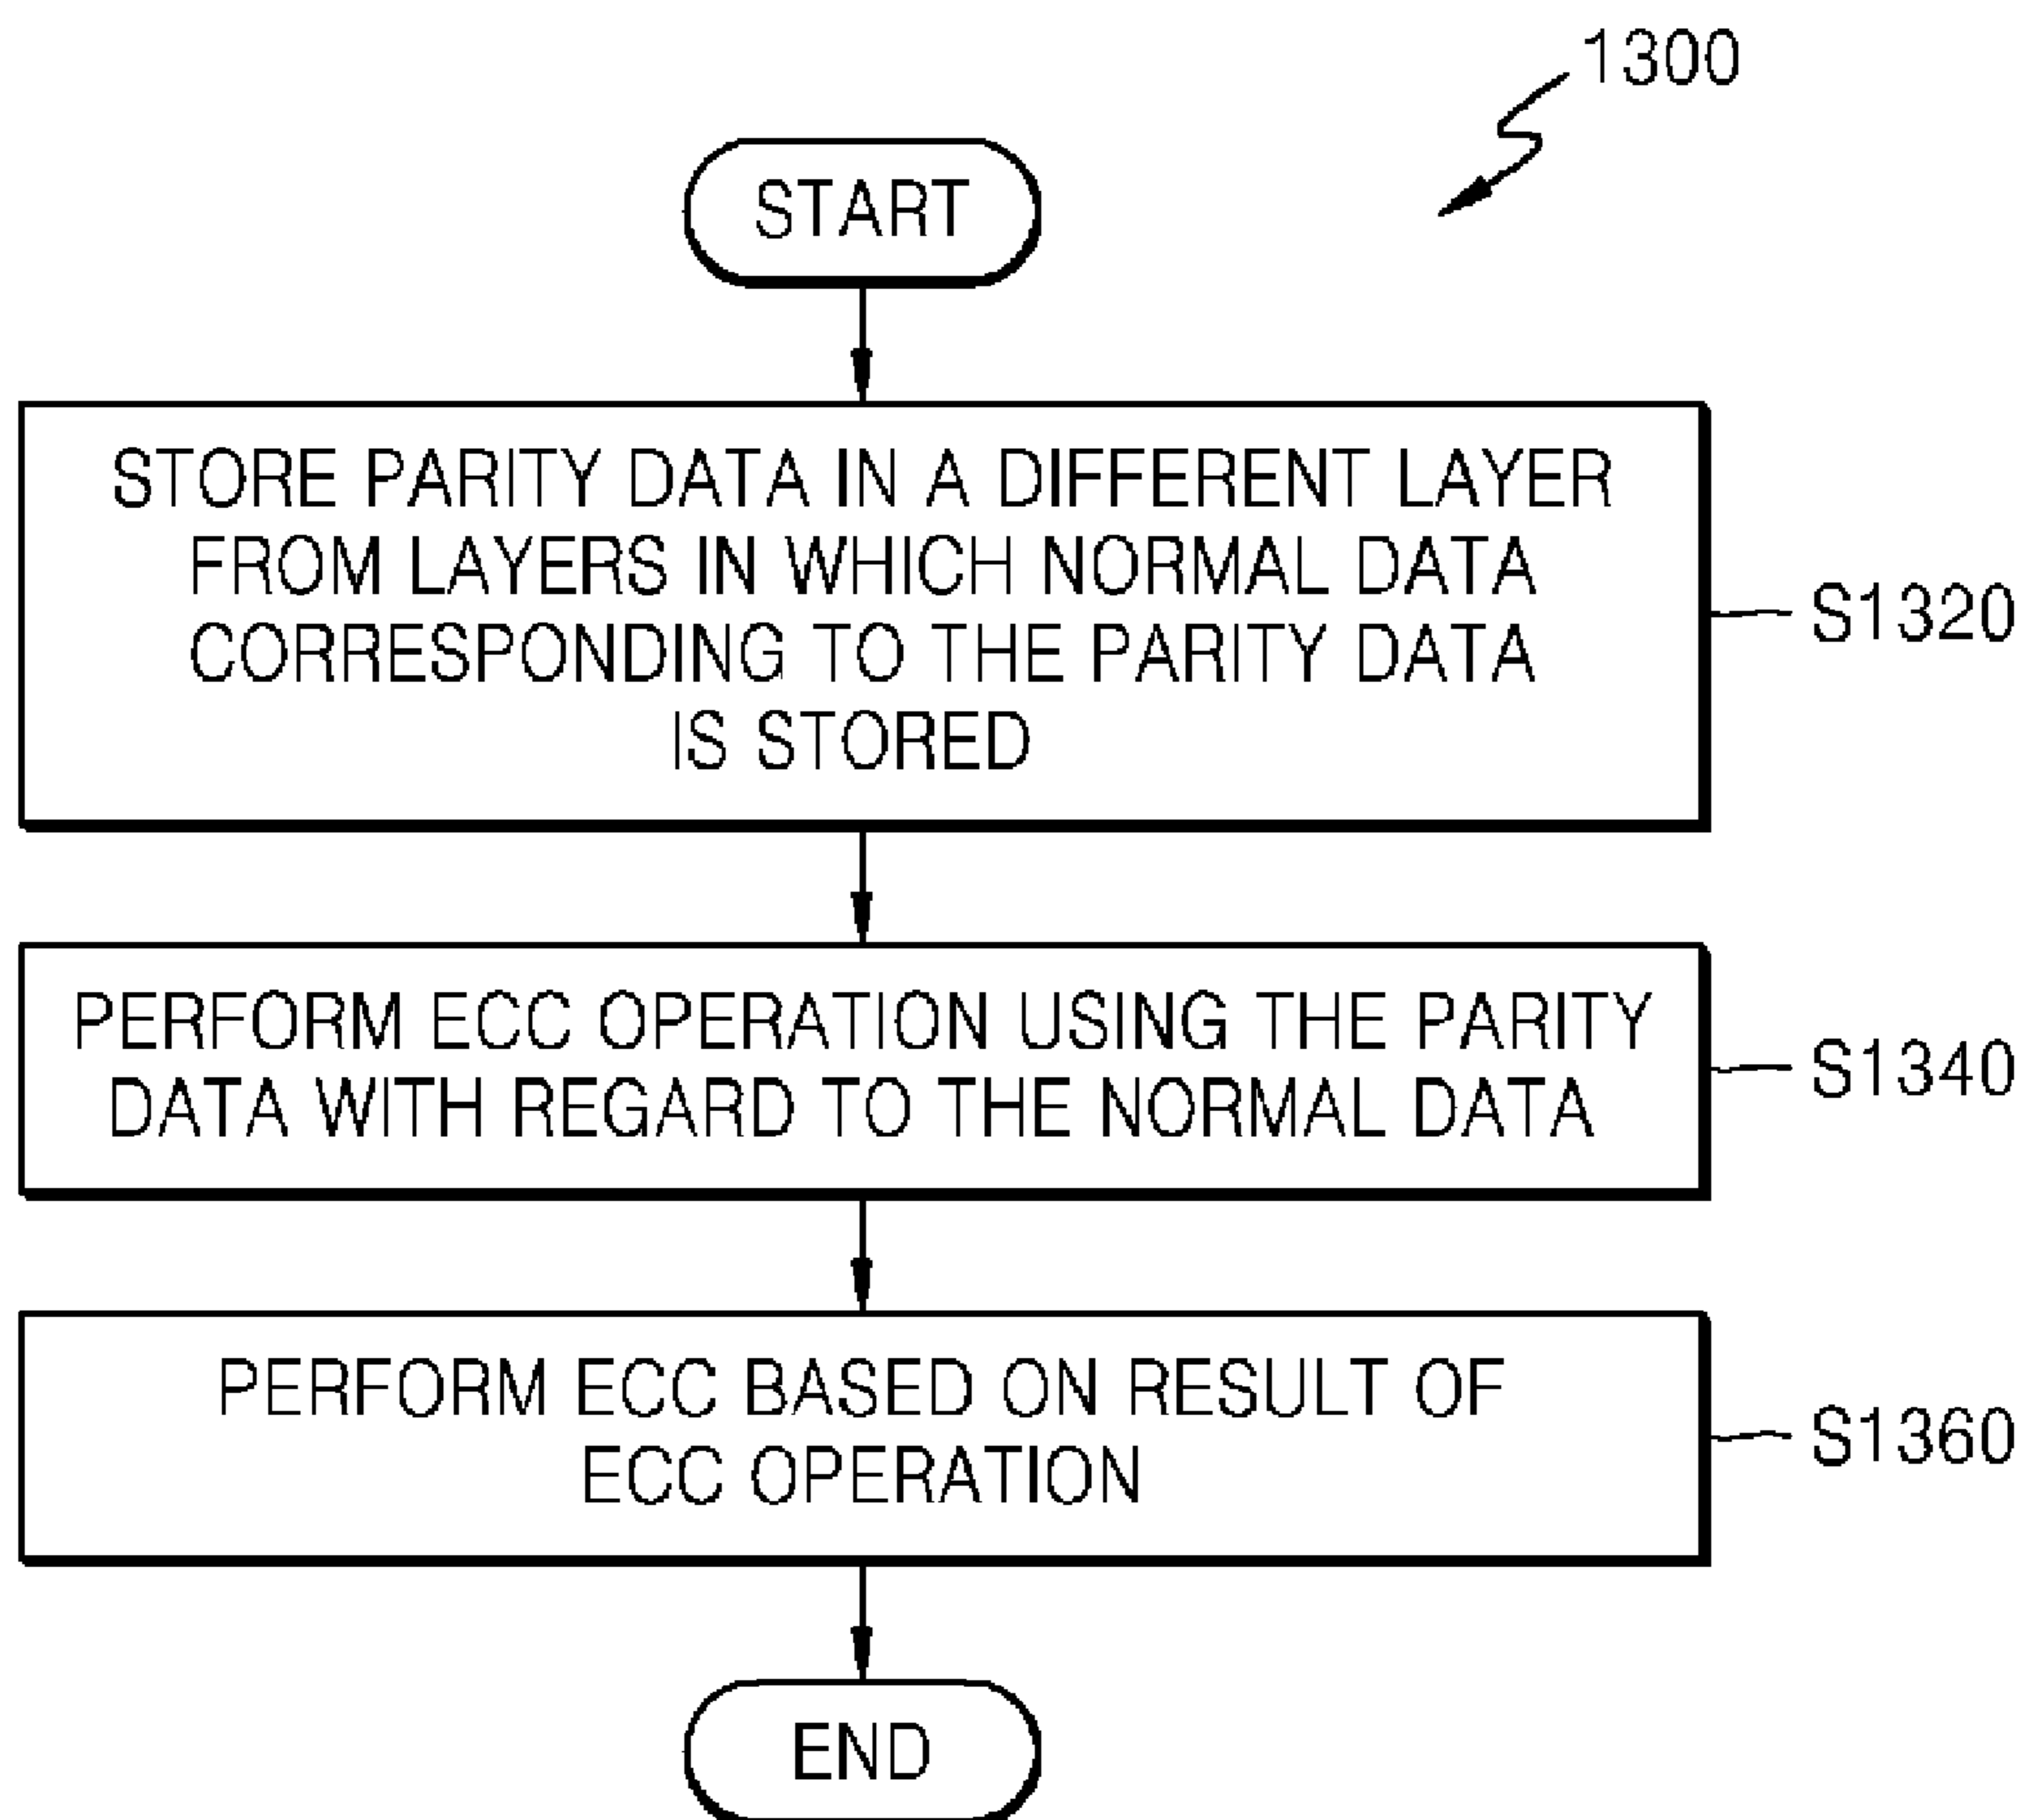 1300
START
STORE PARITY DATA IN A DIFFERENT LAYER
FROM LAYERS IN WHICH NORMAL DATA
CORRESPONDING TO THE PARITY DATA
IS STORED
S1320
PERFORM ECC OPERATION USING THE PARITY
DATA WITH REGARD TO THE NORMAL DATA
S1340
PERFORM ECC BASED ON RESULT OF
ECC OPERATION
S1360
END